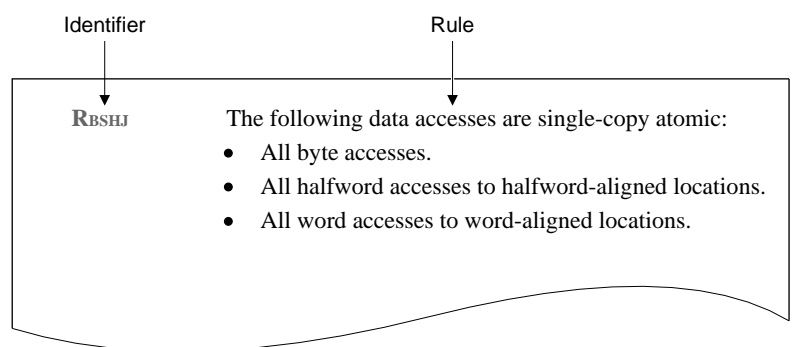 Identifier Rule
RBSHJ The following data accesses are single-copy atomic:
• All byte accesses.
• All halfword accesses to halfword-aligned locations.
• All word accesses to word-aligned locations.